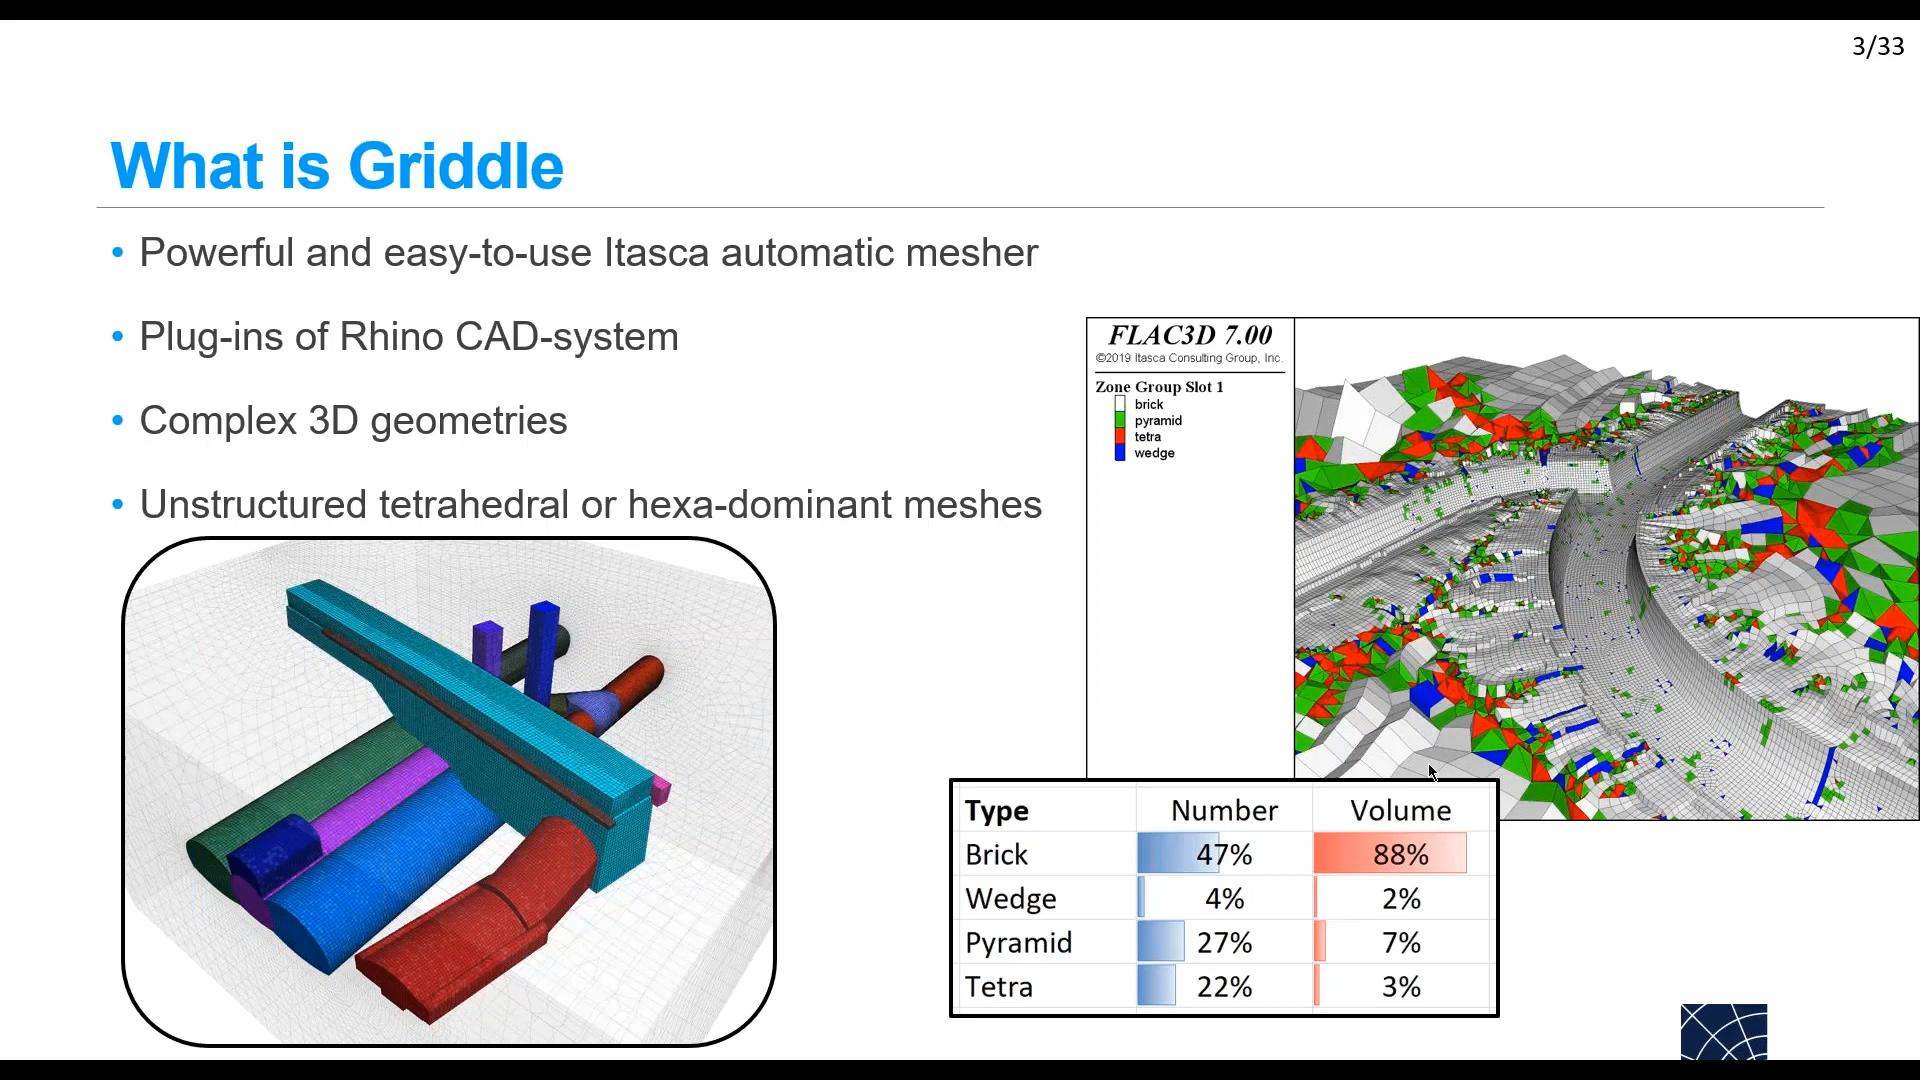 3/33
What is Griddle
• Powerful and easy-to-use Itasca automatic mesher
• Plug-ins of Rhino CAD-system
• Complex 3D geometries
• Unstructured tetrahedral or hexa-dominant meshes
FLAC3D 7.00
©2019 Itasca Consulting Group, Inc.
Zone Group Slot 1
brick
pyramid
tetra
wedge
Type Number Volume
Brick 47% 88%
Wedge 4% 2%
Pyramid 27% 7%
Tetra 22% 3%